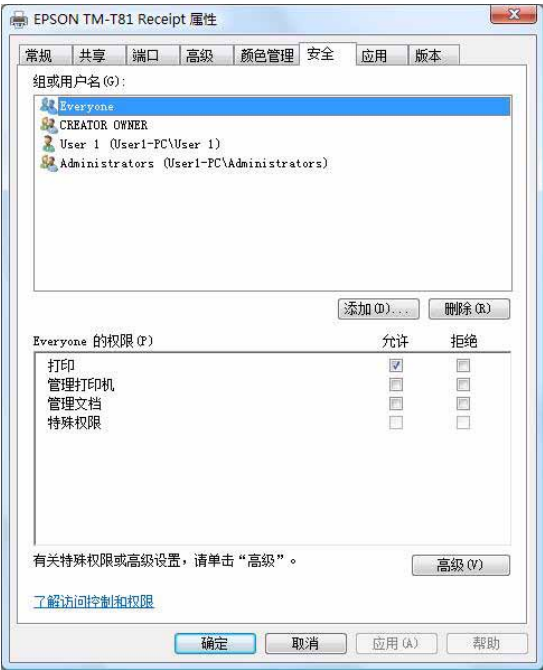 EPSON TM-T81 Receipt 属性
常规 共享 端口 高级 颜色管理 安全 应用 版本
组或用户名(G):
Everyone
CREATOR OWNER
User 1 (User1-PC\User 1)
Administrators (User1-PC\Administrators)
添加(D)... 删除(R)
Everyone 的权限(P) 允许 拒绝
打印
管理打印机
管理文档
特殊权限
有关特殊权限或高级设置，请单击“高级”。 高级(V)
了解访问控制和权限
确定 取消 应用(A) 帮助